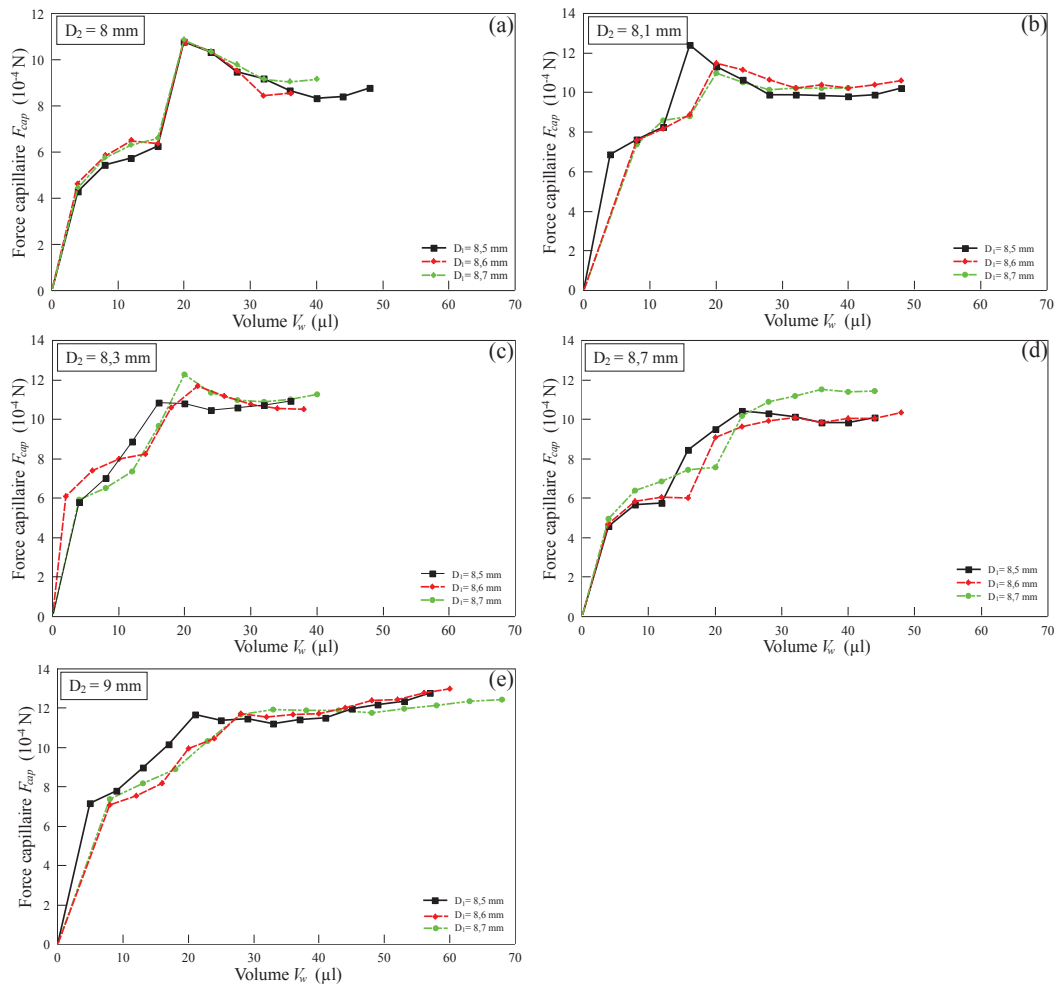 D₂ = 8 mm
(a)
Force capillaire F_cap (10⁻⁴ N)
12
10
8
6
4
2
0
D₁= 8,5 mm
D₁= 8,6 mm
D₁= 8,7 mm
0 10 20 30 40 50 60 70
Volume V_w (µl)
D₂ = 8,1 mm
(b)
Force capillaire F_cap (10⁻⁴ N)
14
12
10
8
6
4
2
0
D₁= 8,5 mm
D₁= 8,6 mm
D₁= 8,7 mm
0 10 20 30 40 50 60 70
Volume V_w (µl)
D₂ = 8,3 mm
(c)
Force capillaire F_cap (10⁻⁴ N)
14
12
10
8
6
4
2
0
D₁= 8,5 mm
D₁= 8,6 mm
D₁= 8,7 mm
0 10 20 30 40 50 60 70
Volume V_w (µl)
D₂ = 8,7 mm
(d)
Force capillaire F_cap (10⁻⁴ N)
14
12
10
8
6
4
2
0
D₁= 8,5 mm
D₁= 8,6 mm
D₁= 8,7 mm
0 10 20 30 40 50 60 70
Volume V_w (µl)
D₂ = 9 mm
(e)
Force capillaire F_cap (10⁻⁴ N)
14
12
10
8
6
4
2
0
D₁= 8,5 mm
D₁= 8,6 mm
D₁= 8,7 mm
0 10 20 30 40 50 60 70
Volume V_w (µl)